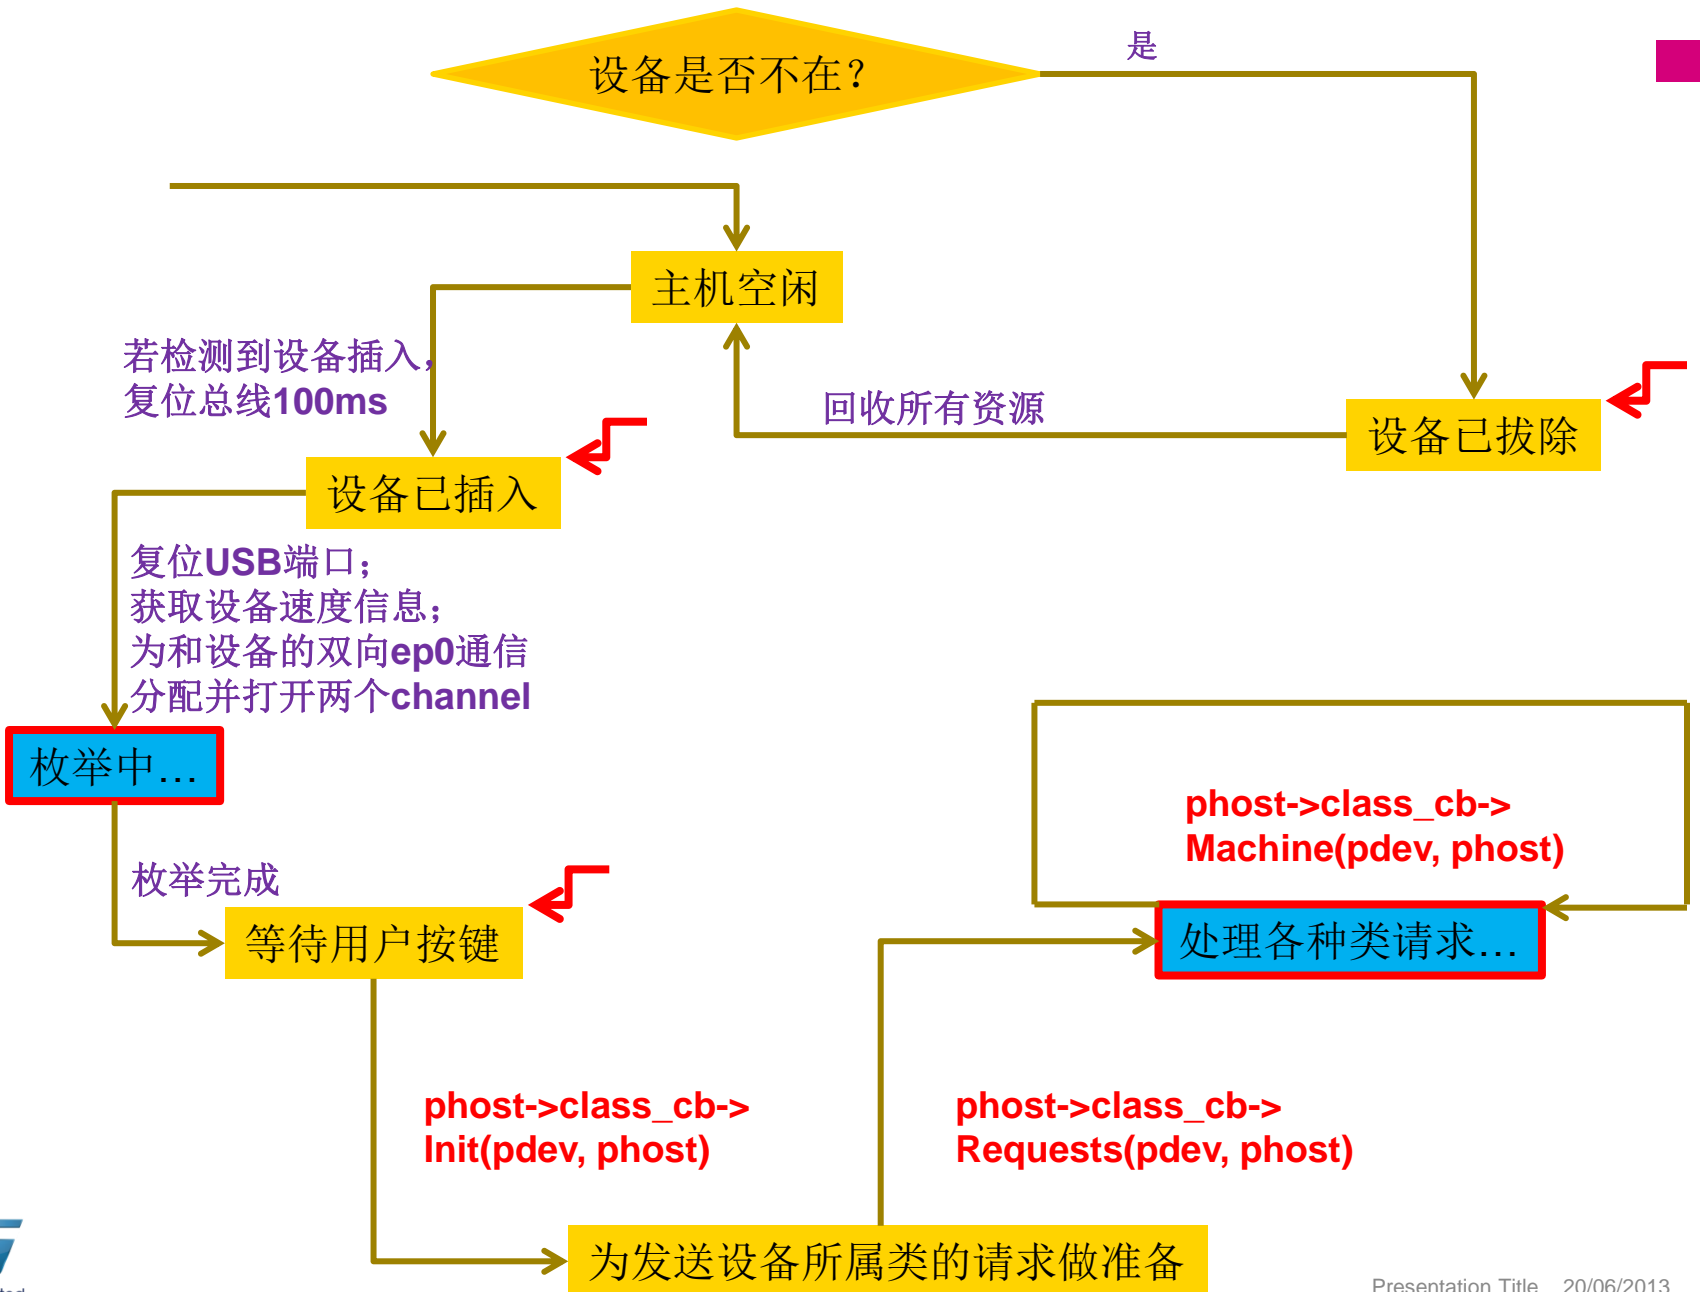 设备是否不在？
是
主机空闲
若检测到设备插入，
复位总线100ms
回收所有资源
设备已拔除
设备已插入
复位USB端口；
获取设备速度信息；
为和设备的双向ep0通信
分配并打开两个channel
枚举中…
phost->class_cb->
Machine(pdev, phost)
枚举完成
等待用户按键
处理各种类请求…
phost->class_cb->
Init(pdev, phost)
phost->class_cb->
Requests(pdev, phost)
为发送设备所属类的请求做准备
Presentation Title 20/06/2013